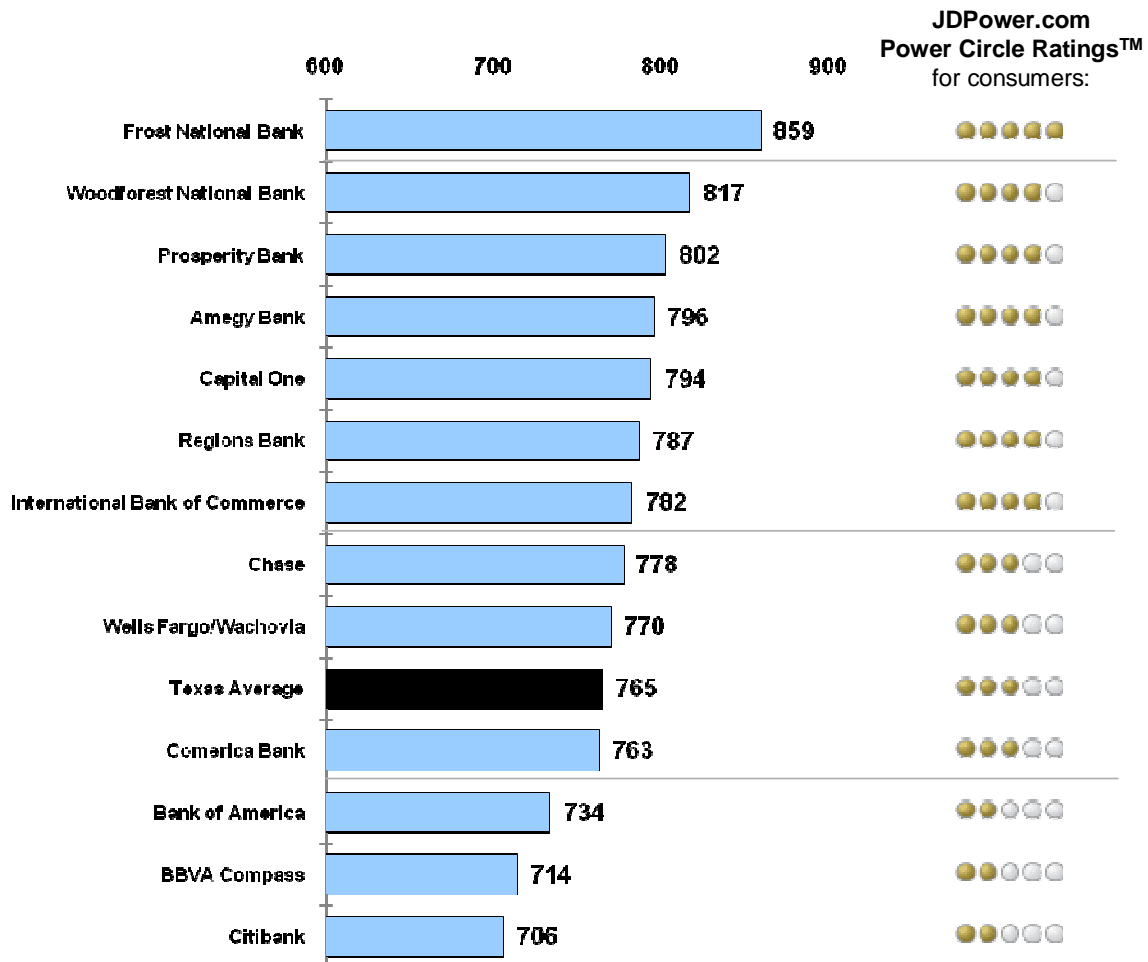 JDPower.com
Power Circle Ratings™
for consumers:
600 700 800 900
Frost National Bank 859
Woodforest National Bank 817
Prosperity Bank 802
Amegy Bank 796
Capital One 794
Regions Bank 787
International Bank of Commerce 782
Chase 778
Wells Fargo/Wachovia 770
Texas Average 765
Comerica Bank 763
Bank of America 734
BBVA Compass 714
Citibank 706